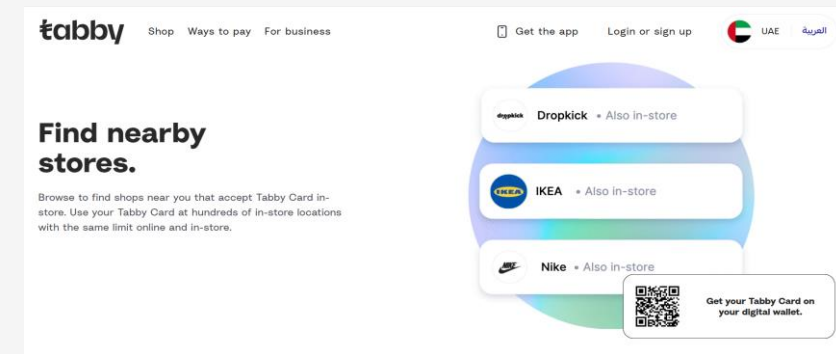 tabby
Shop Ways to pay For business
Get the app Login or sign up
UAE العربية
Find nearby
stores.
Browse to find shops near you that accept Tabby Card in-
store. Use your Tabby Card at hundreds of in-store locations
with the same limit online and in-store.
dropkick Dropkick • Also in-store
IKEA IKEA • Also in-store
NIKE Nike • Also in-store
Get your Tabby Card on
your digital wallet.